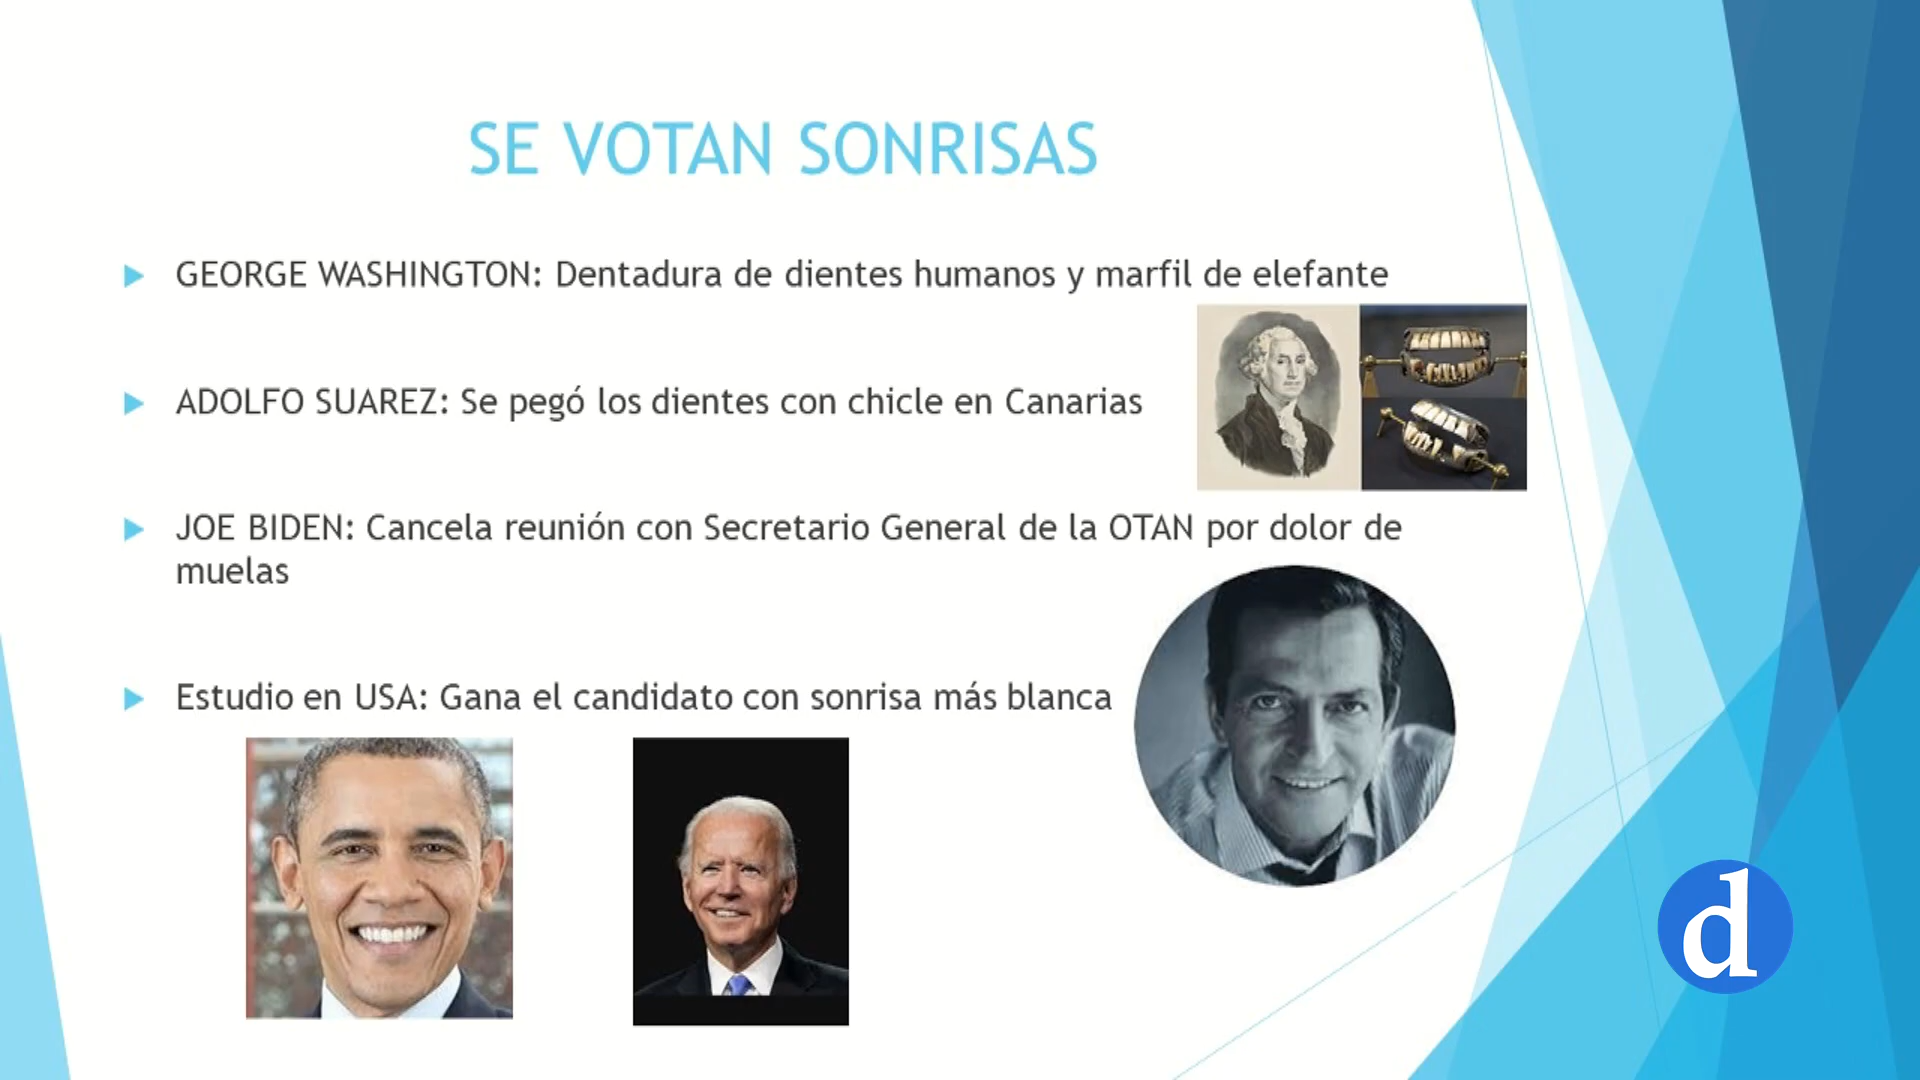 SE VOTAN SONRISAS
GEORGE WASHINGTON: Dentadura de dientes humanos y marfil de elefante
ADOLFO SUAREZ: Se pegó los dientes con chicle en Canarias
JOE BIDEN: Cancela reunión con Secretario General de la OTAN por dolor de
muelas
Estudio en USA: Gana el candidato con sonrisa más blanca
d